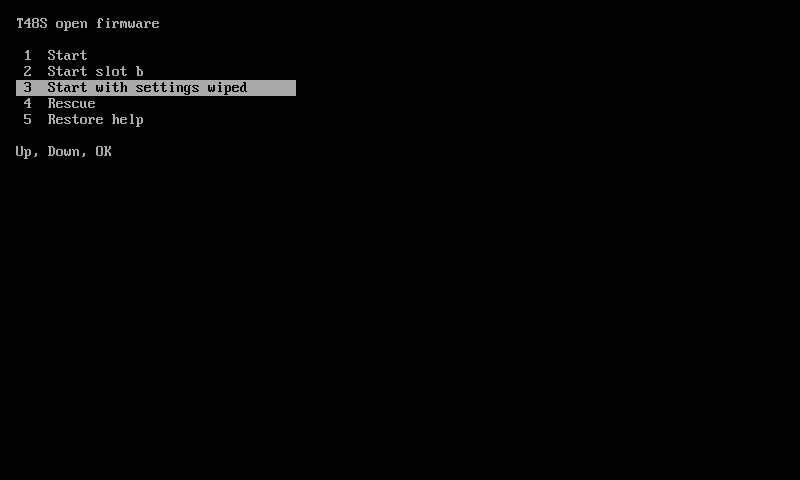 T48S open firmware
1 Start
2 Start slot b
3 Start with settings wiped
4 Rescue
5 Restore help
Up, Down, OK